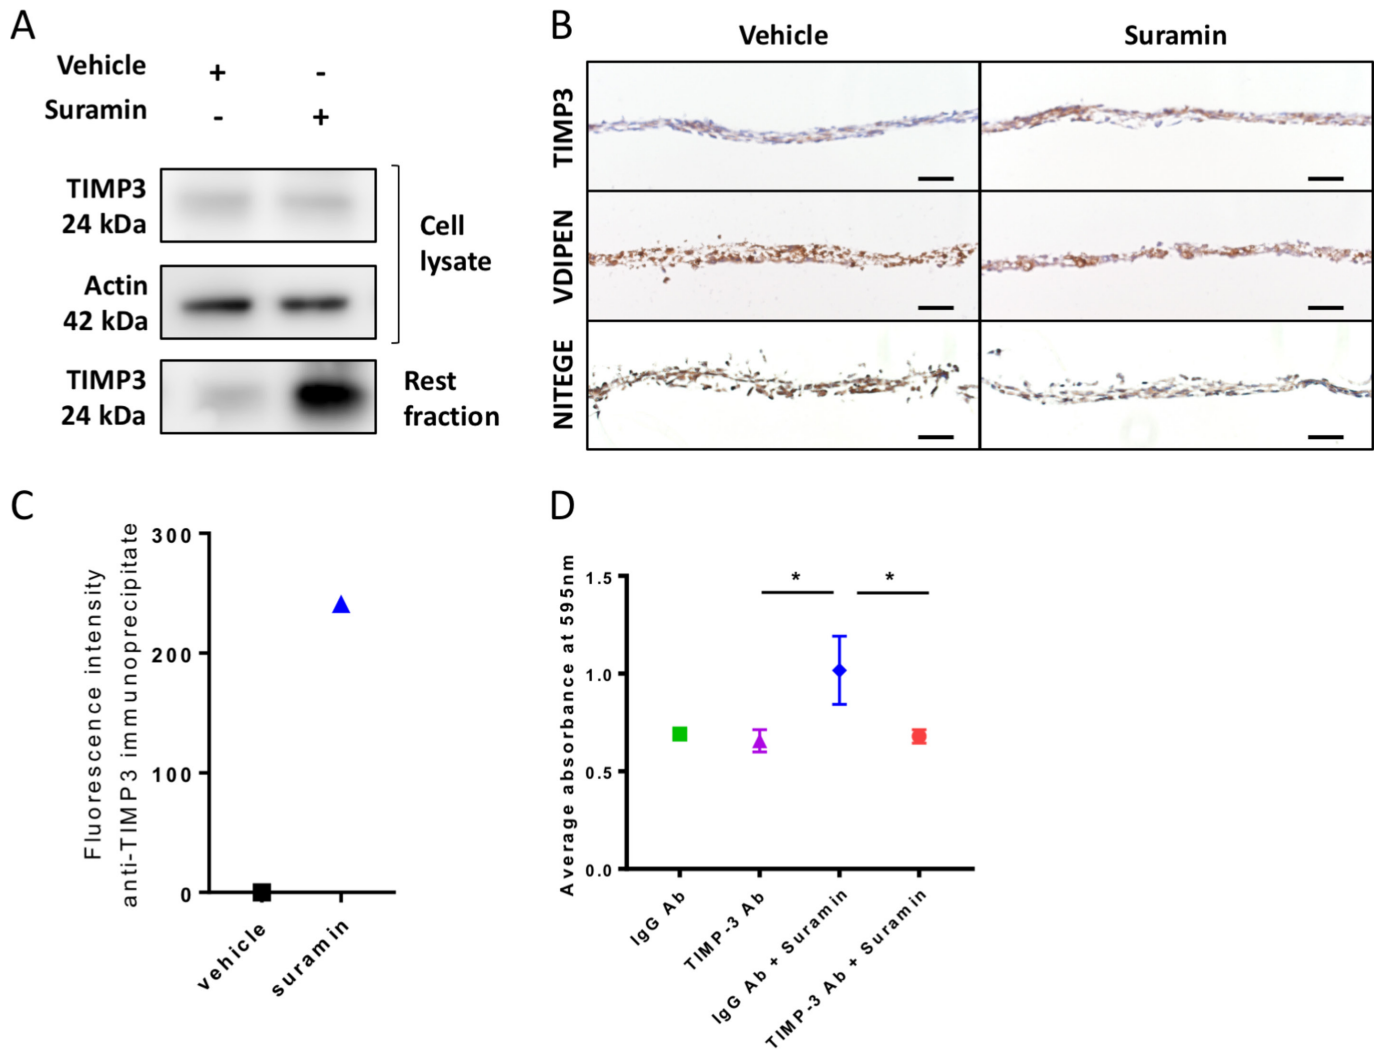 A
Vehicle + -
Suramin - +
TIMP3
24 kDa
Actin
42 kDa
Cell
lysate
TIMP3
24 kDa
Rest
fraction
B
Vehicle Suramin
TIMP3
VDIPEN
NITEGE
C
Fluorescence intensity
anti-TIMP3 immunoprecipitate
300
200
100
0
vehicle
suramin
D
Average absorbance at 595nm
1.5
1.0
0.5
0.0
* *
IgG Ab
TIMP-3 Ab
IgG Ab + Suramin
TIMP-3 Ab + Suramin